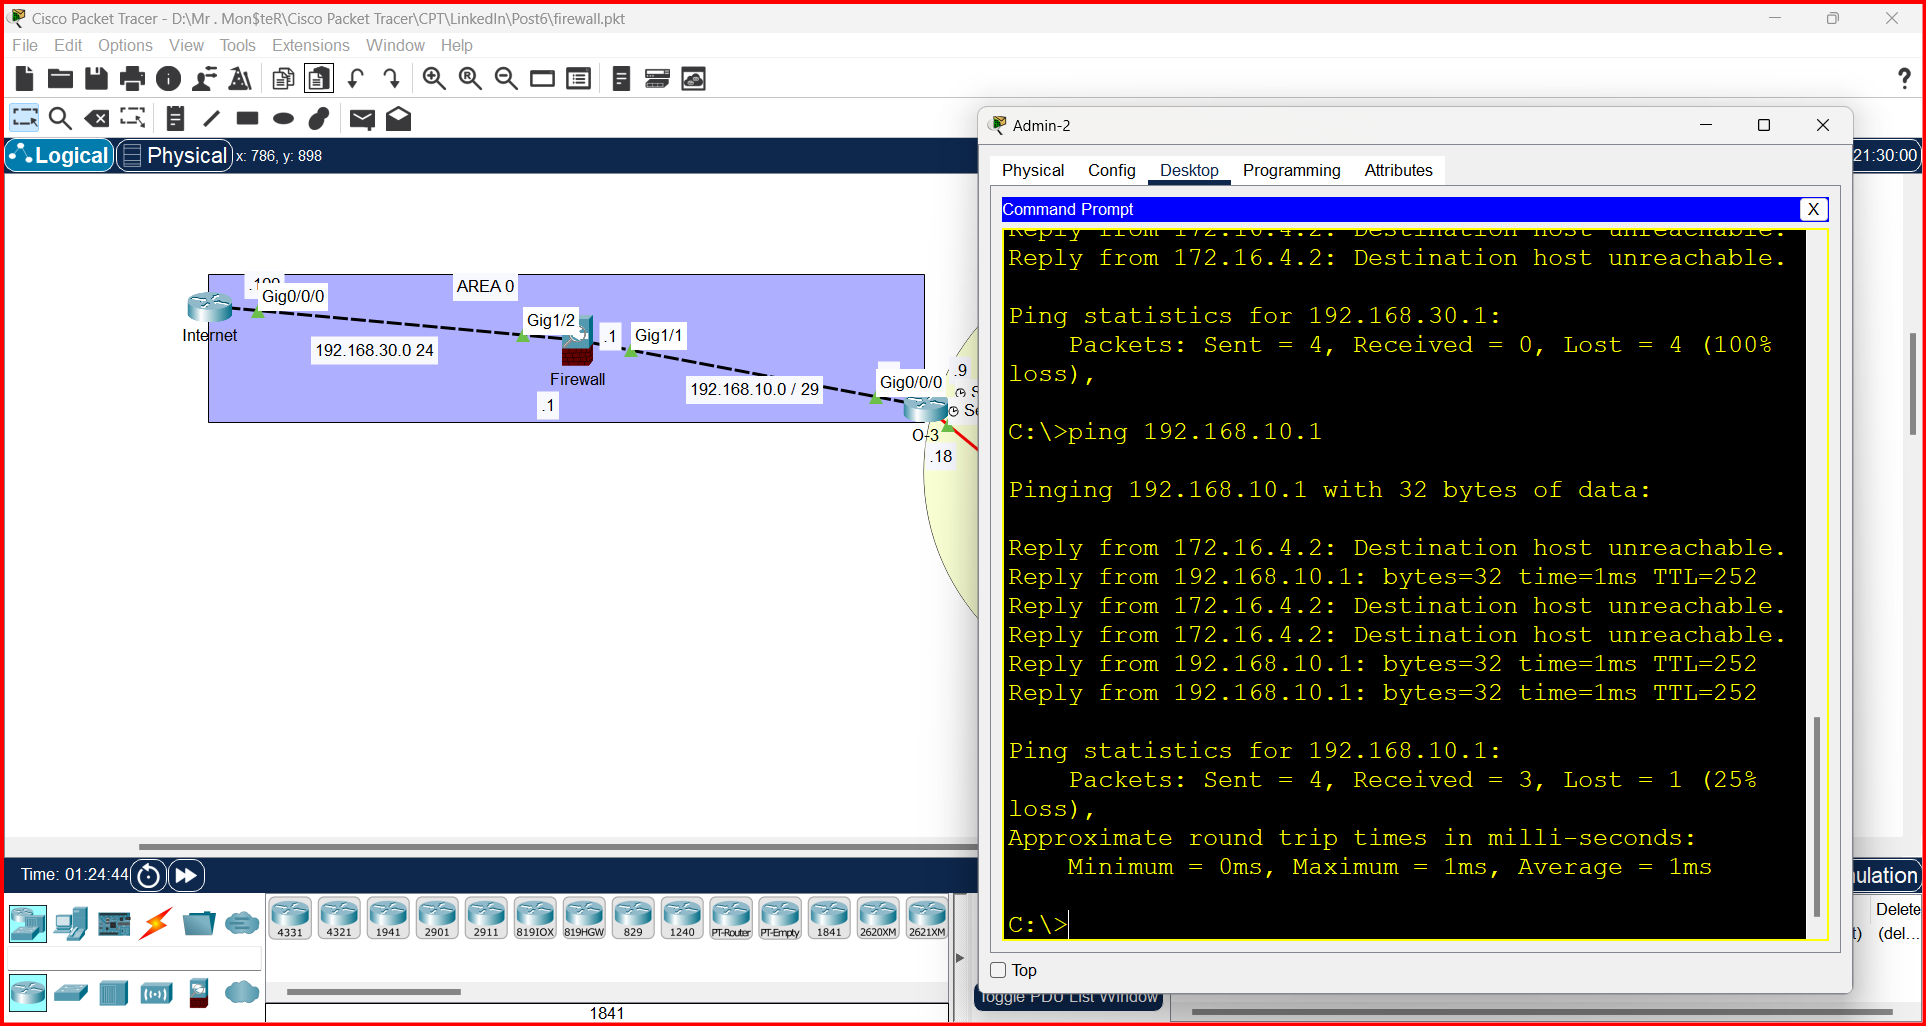 Cisco Packet Tracer - D:\Mr . Mon$teR\Cisco Packet Tracer\CPT\LinkedIn\Post6\firewall.pkt
File Edit Options View Tools Extensions Window Help
?
Logical Physical x: 786, y: 898
21:30:00
AREA 0
Gig0/0/0
Internet
192.168.30.0 24
Gig1/2
.1
Gig1/1
Firewall
.1
192.168.10.0 / 29
Gig0/0/0
.9
O-3
.18
Admin-2
Physical Config Desktop Programming Attributes
Command Prompt
X
Reply from 172.16.4.2: Destination host unreachable.
Reply from 172.16.4.2: Destination host unreachable.
Ping statistics for 192.168.30.1:
Packets: Sent = 4, Received = 0, Lost = 4 (100%
loss),
C:\>ping 192.168.10.1
Pinging 192.168.10.1 with 32 bytes of data:
Reply from 172.16.4.2: Destination host unreachable.
Reply from 192.168.10.1: bytes=32 time=1ms TTL=252
Reply from 172.16.4.2: Destination host unreachable.
Reply from 172.16.4.2: Destination host unreachable.
Reply from 192.168.10.1: bytes=32 time=1ms TTL=252
Reply from 192.168.10.1: bytes=32 time=1ms TTL=252
Ping statistics for 192.168.10.1:
Packets: Sent = 4, Received = 3, Lost = 1 (25%
loss),
Approximate round trip times in milli-seconds:
Minimum = 0ms, Maximum = 1ms, Average = 1ms
C:\>
Top
Time: 01:24:44
ulation
4331 4321 1941 2901 2911 819IOX 819HGW 829 1240 PT-Router PT-Empty 1841 2620XM 2621XM
1841
Toggle PDU List Window
Delete
t) (del...